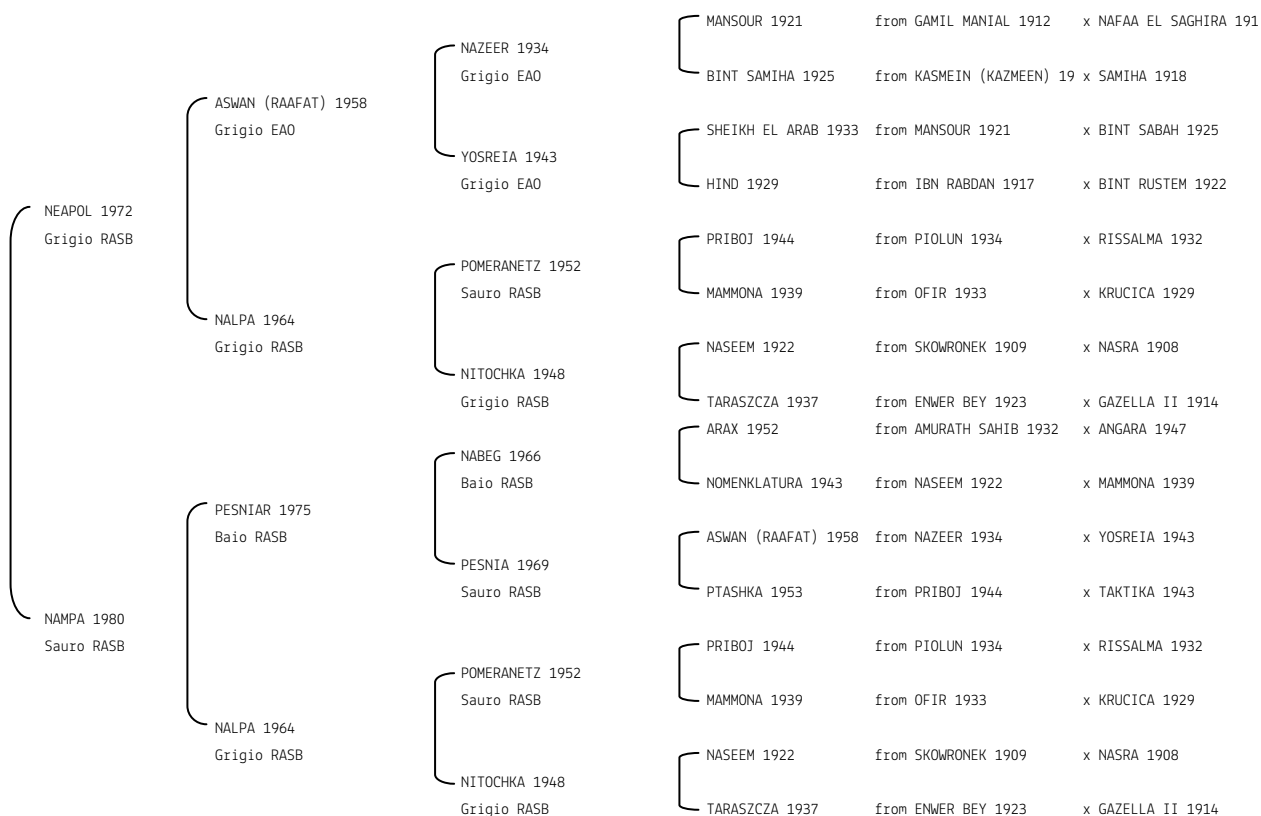 MANSOUR 1921 from GAMIL MANIAL 1912 x NAFAA EL SAGHIRA 191
NAZEER 1934
Grigio EAO
BINT SAMIHA 1925 from KASMEIN (KAZMEEN) 19 x SAMIHA 1918
ASWAN (RAAFAT) 1958
Grigio EAO
SHEIKH EL ARAB 1933 from MANSOUR 1921 x BINT SABAH 1925
YOSREIA 1943
Grigio EAO
HIND 1929 from IBN RABDAN 1917 x BINT RUSTEM 1922
NEAPOL 1972
Grigio RASB
PRIBOJ 1944 from PIOLUN 1934 x RISSALMA 1932
POMERANETZ 1952
Sauro RASB
MAMMONA 1939 from OFIR 1933 x KRUCICA 1929
NALPA 1964
Grigio RASB
NASEEM 1922 from SKOWRONEK 1909 x NASRA 1908
NITOCHKA 1948
Grigio RASB
TARASZCZA 1937 from ENWER BEY 1923 x GAZELLA II 1914
ARAX 1952 from AMURATH SAHIB 1932 x ANGARA 1947
NABEG 1966
Baio RASB
NOMENKLATURA 1943 from NASEEM 1922 x MAMMONA 1939
PESNIAR 1975
Baio RASB
ASWAN (RAAFAT) 1958 from NAZEER 1934 x YOSREIA 1943
PESNIA 1969
Sauro RASB
PTASHKA 1953 from PRIBOJ 1944 x TAKTIKA 1943
NAMPA 1980
Sauro RASB
PRIBOJ 1944 from PIOLUN 1934 x RISSALMA 1932
POMERANETZ 1952
Sauro RASB
MAMMONA 1939 from OFIR 1933 x KRUCICA 1929
NALPA 1964
Grigio RASB
NASEEM 1922 from SKOWRONEK 1909 x NASRA 1908
NITOCHKA 1948
Grigio RASB
TARASZCZA 1937 from ENWER BEY 1923 x GAZELLA II 1914